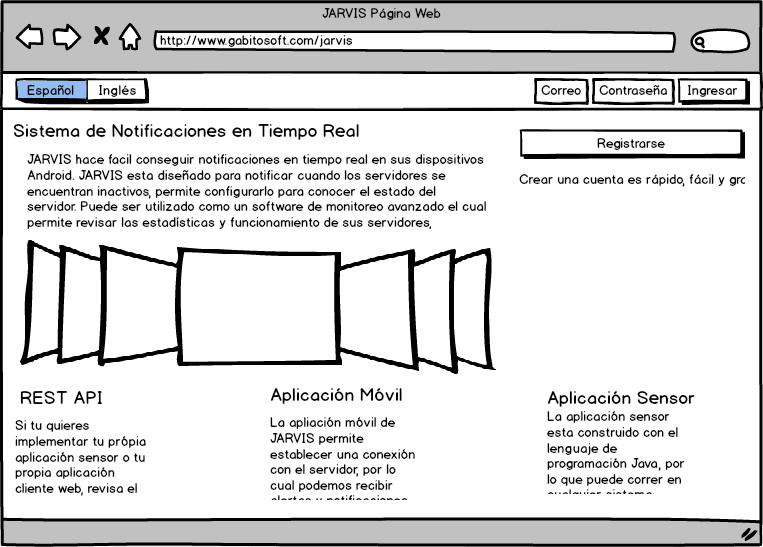 JARVIS Página Web
http://www.gabitosoft.com/jarvis
Español Inglés Correo Contraseña Ingresar
Sistema de Notificaciones en Tiempo Real
Registrarse
JARVIS hace facil conseguir notificaciones en tiempo real en sus dispositivos
Android. JARVIS esta diseñado para notificar cuando los servidores se
encuentran inactivos, permite configurarlo para conocer el estado del
servidor. Puede ser utilizado como un software de monitoreo avanzado el cual
permite revisar las estadísticas y funcionamiento de sus servidores,
Crear una cuenta es rápido, fácil y gra
REST API
Si tu quieres
implementar tu própia
aplicación sensor o tu
propia aplicación
cliente web, revisa el
Aplicación Móvil
La apliación móvil de
JARVIS permite
establecer una conexión
con el servidor, por lo
cual podemos recibir
alertas y notificaciones
Aplicación Sensor
La aplicación sensor
esta construido con el
lenguaje de
programación Java, por
lo que puede correr en
cualquier sistema